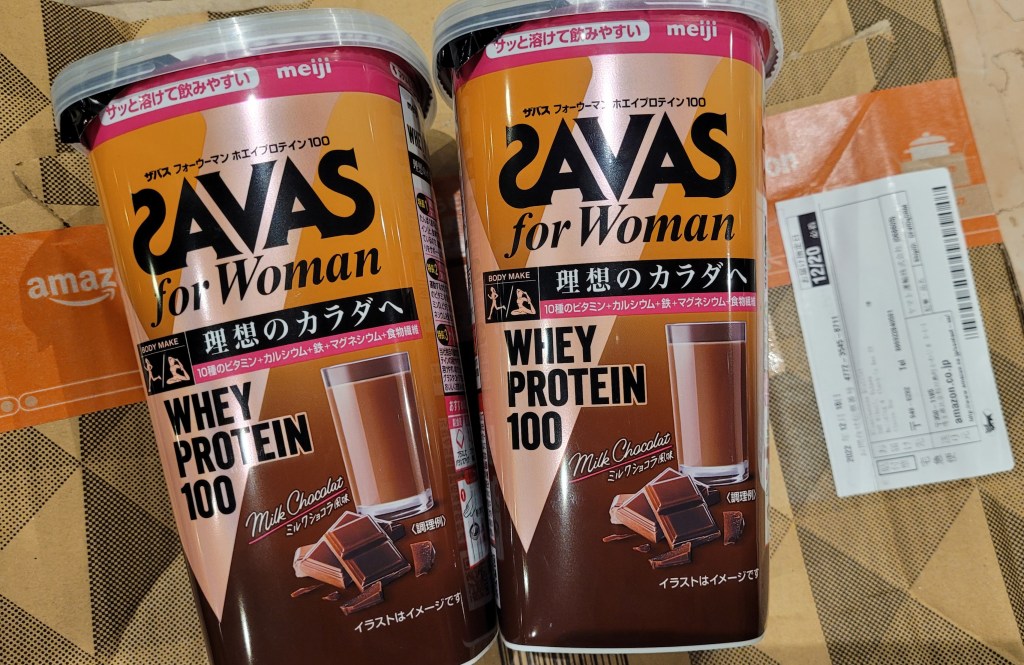 サッと溶けて飲みやすい
meiji
ザバス フォーウーマン ホエイプロテイン100
SAVAS
for Woman
BODY MAKE
理想のカラダへ
10種のビタミン+カルシウム+鉄+マグネシウム+食物繊維
WHEY
PROTEIN
100
Milk Chocolat
ミルクショコラ風味
〈調理例〉
イラストはイメージです
サッと溶けて飲みやすい
meiji
ザバス フォーウーマン ホエイプロテイン100
SAVAS
for Woman
BODY MAKE
理想のカラダへ
10種のビタミン+カルシウム+鉄+マグネシウム+食物繊維
WHEY
PROTEIN
100
Milk Chocolat
ミルクショコラ風味
〈調理例〉
イラストはイメージです
amaz
on
12/20
amazon.co.jp
宅急便